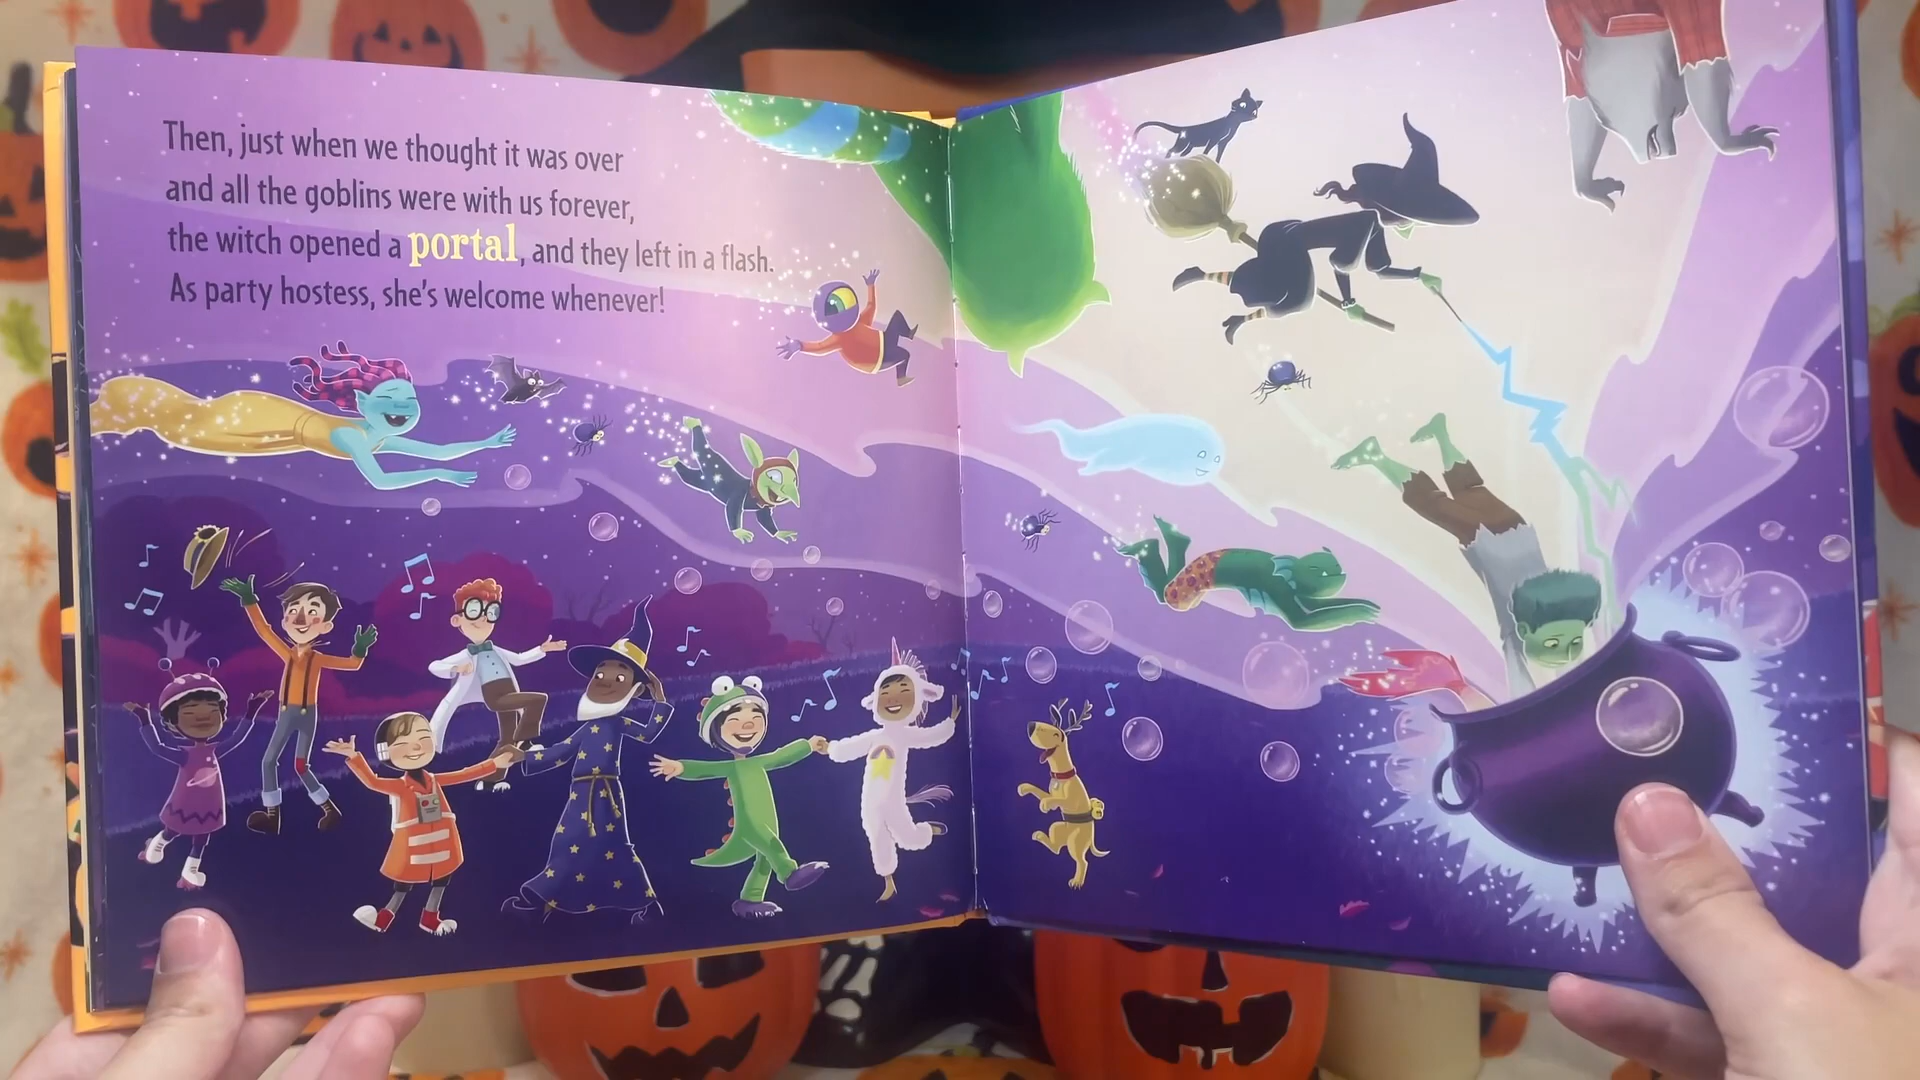 Then, just when we thought it was over
and all the goblins were with us forever,
the witch opened a portal, and they left in a flash.
As party hostess, she's welcome whenever!